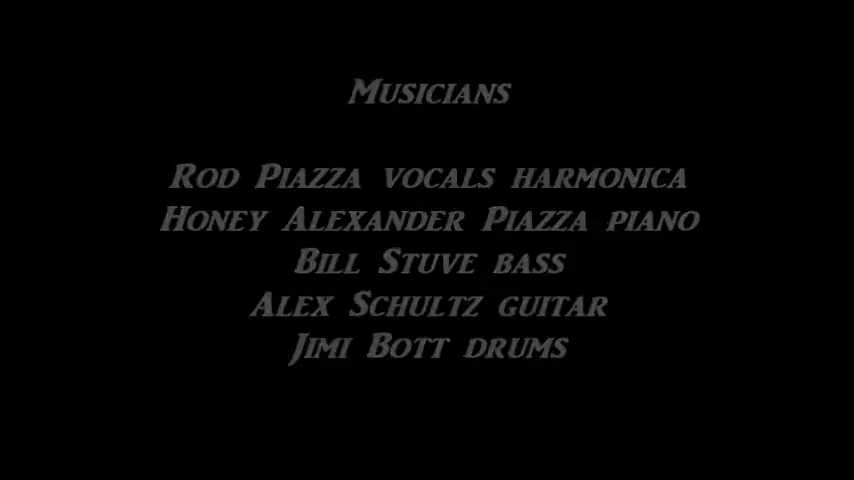 Musicians
Rod Piazza vocals harmonica
Honey Alexander Piazza piano
Bill Stuve bass
Alex Schultz guitar
Jimi Bott drums